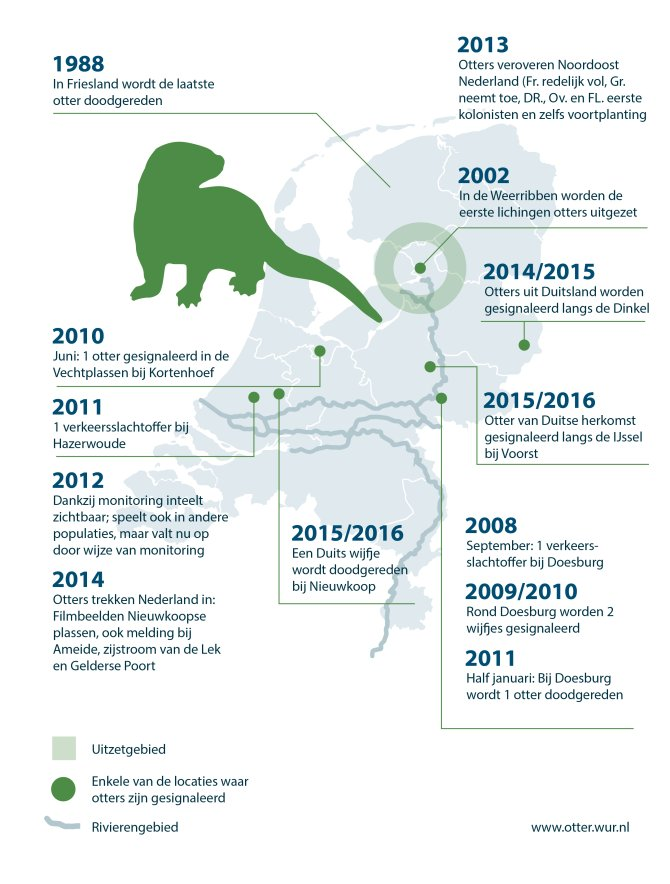 1988
In Friesland wordt de laatste
otter doodgereden
2013
Otters veroveren Noordoost
Nederland (Fr. redelijk vol, Gr.
neemt toe, DR., Ov. en FL. eerste
kolonisten en zelfs voortplanting
2002
In de Weerribben worden de
eerste lichingen otters uitgezet
2014/2015
Otters uit Duitsland worden
gesignaleerd langs de Dinkel
2010
Juni: 1 otter gesignaleerd in de
Vechtplassen bij Kortenhoef
2011
1 verkeersslachtoffer bij
Hazerwoude
2015/2016
Otter van Duitse herkomst
gesignaleerd langs de IJssel
bij Voorst
2012
Dankzij monitoring inteelt
zichtbaar; speelt ook in andere
populaties, maar valt nu op
door wijze van monitoring
2015/2016
Een Duits wijfje
wordt doodgereden
bij Nieuwkoop
2008
September: 1 verkeers-
slachtoffer bij Doesburg
2009/2010
Rond Doesburg worden 2
wijfjes gesignaleerd
2011
Half januari: Bij Doesburg
wordt 1 otter doodgereden
2014
Otters trekken Nederland in:
Filmbeelden Nieuwkoopse
plassen, ook melding bij
Ameide, zijstroom van de Lek
en Gelderse Poort
Uitzetgebied
Enkele van de locaties waar
otters zijn gesignaleerd
Rivierengebied
www.otter.wur.nl